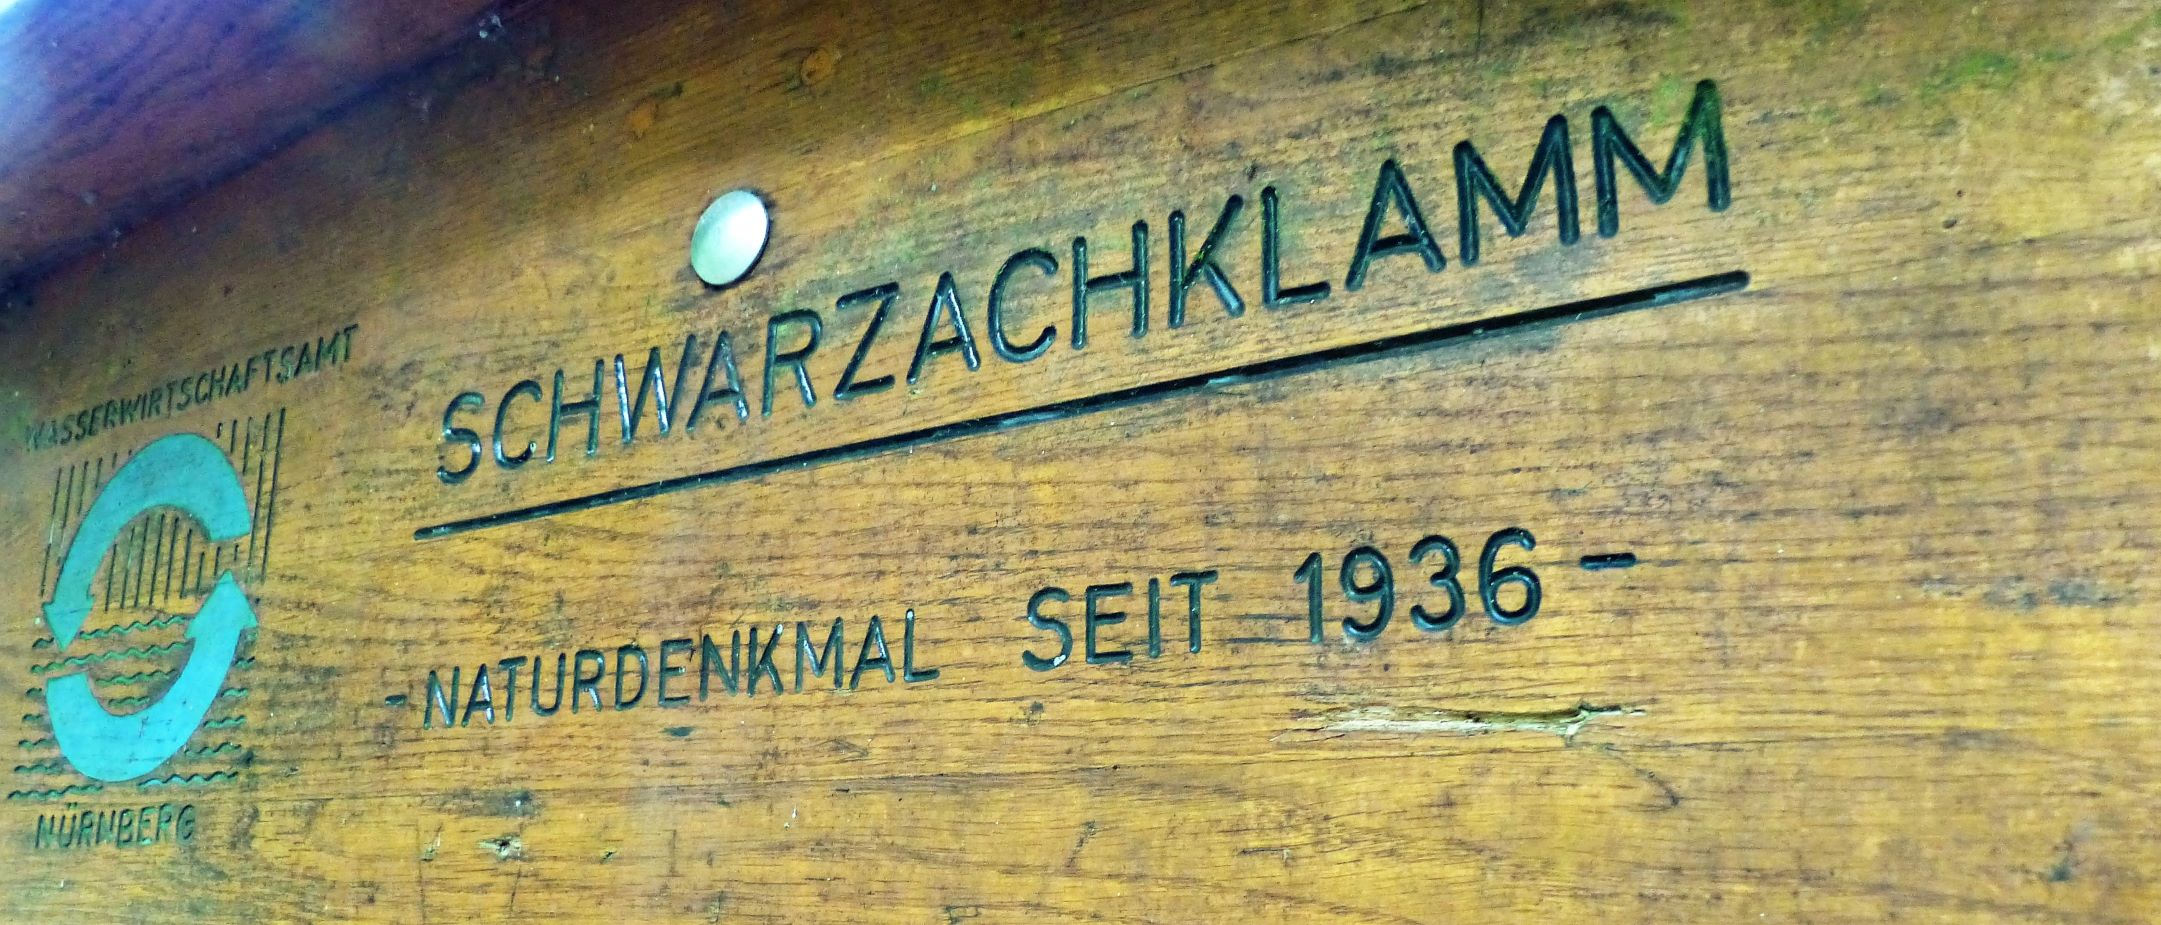 WASSERWIRTSCHAFTSAMT
NÜRNBERG
SCHWARZACHKLAMM
-NATURDENKMAL SEIT 1936-